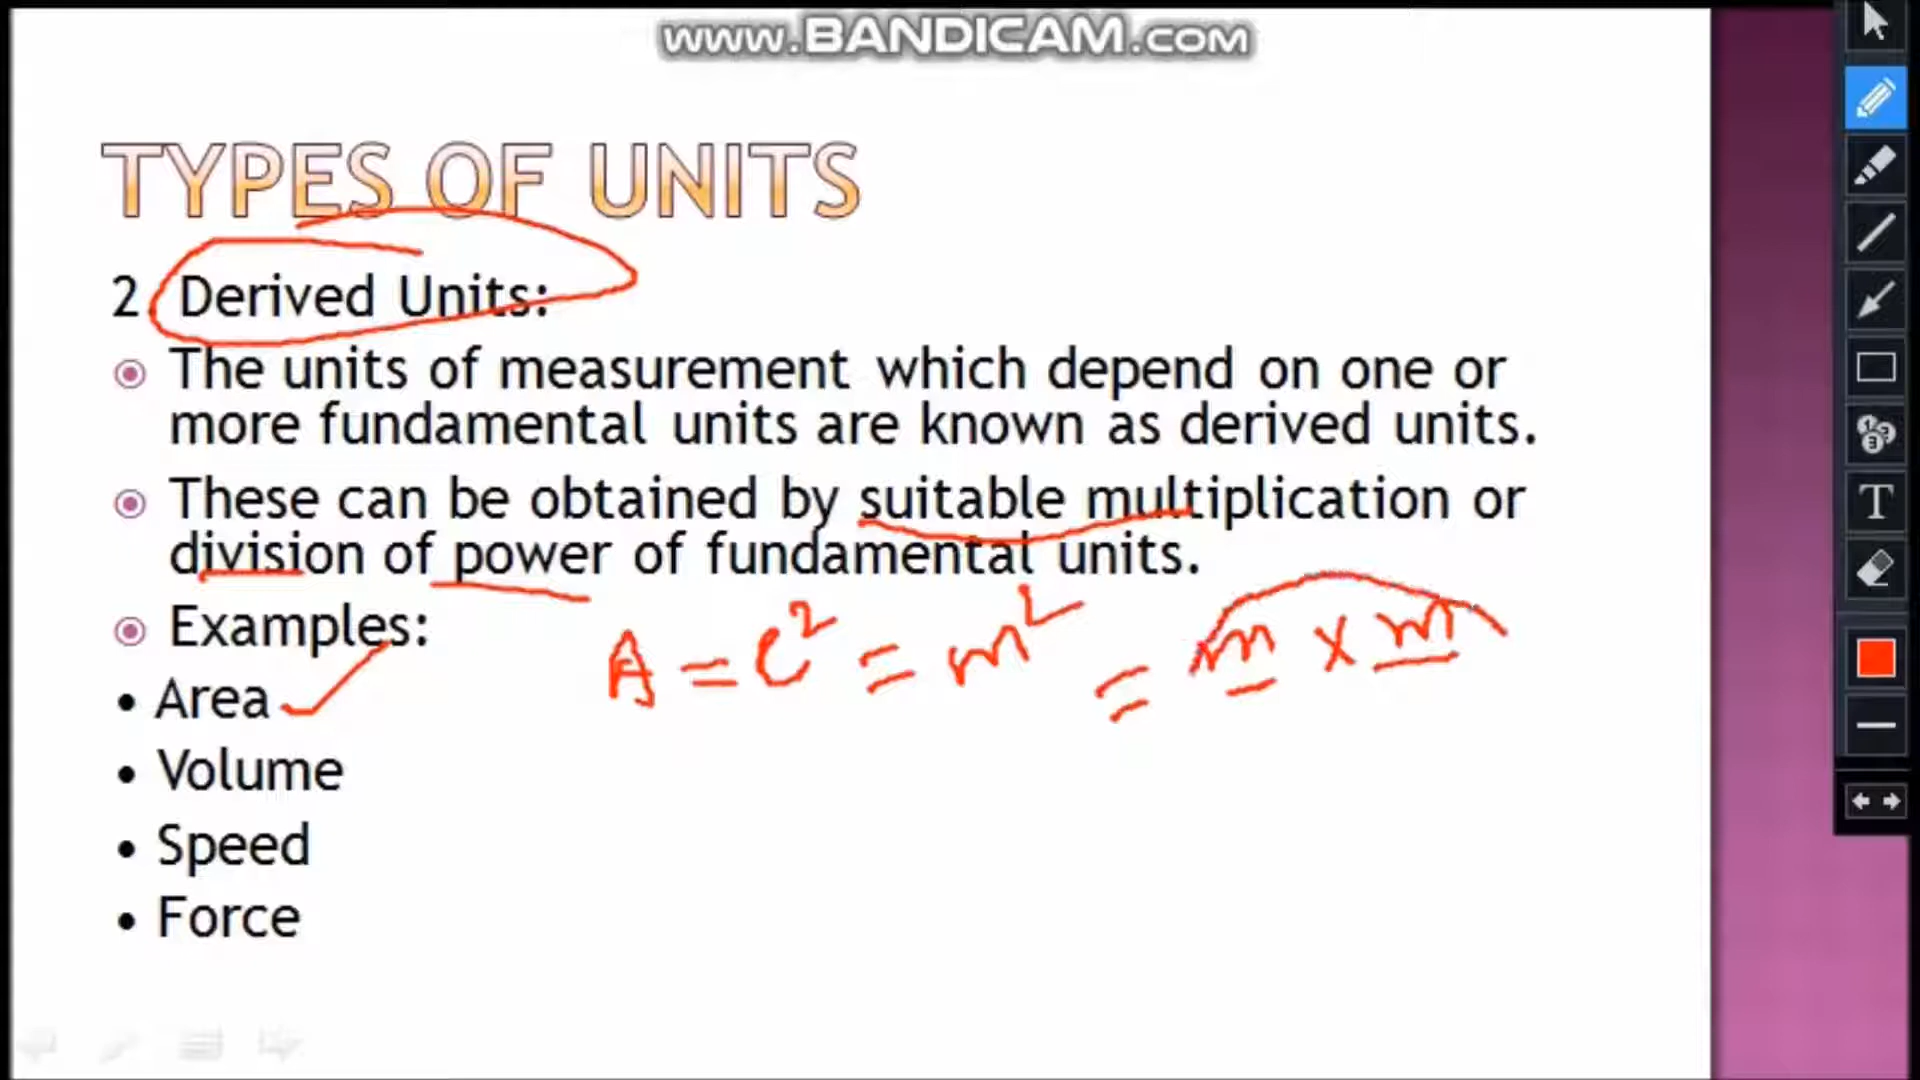 www.BANDICAM.com
TYPES OF UNITS
2 Derived Units:
The units of measurement which depend on one or
more fundamental units are known as derived units.
These can be obtained by suitable multiplication or
division of power of fundamental units.
Examples:
A = l² = m² = m × m
• Area
• Volume
• Speed
• Force